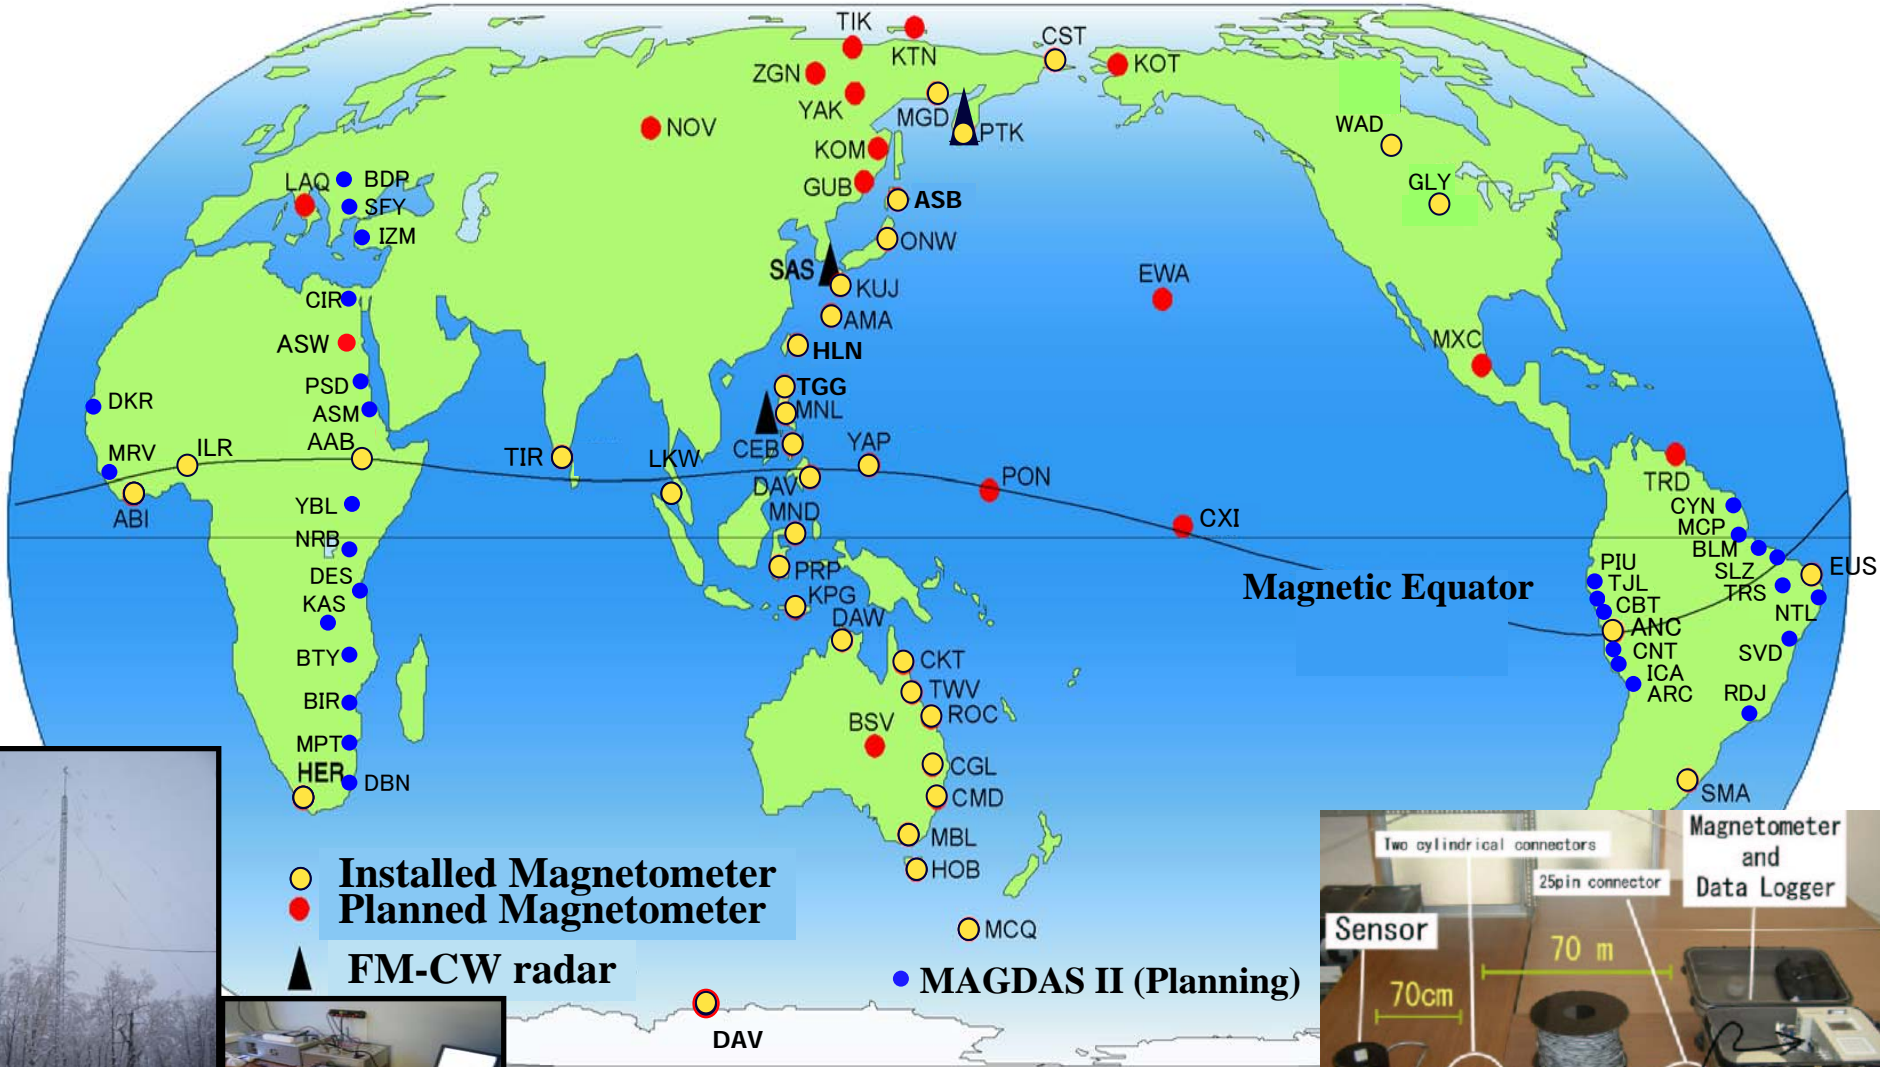 TIK
KTN
CST
ZGN
KOT
YAK
MGD
PTK
NOV
WAD
KOM
GUB
LAQ
BDP
GLY
SFY
ASB
IZM
ONW
SAS
EWA
KUJ
CIR
AMA
ASW
HLN
MXC
PSD
TGG
DKR
ASM
MNL
AAB
ILR
MRV
TIR
LKW
CEB
YAP
DAV
PON
TRD
YBL
ABI
MND
CXI
CYN
MCP
NRB
BLM
PIU
EUS
DES
PRP
Magnetic Equator
TJL
SLZ
KAS
KPG
CBT
TRS
DAW
NTL
ANC
BTY
CKT
CNT
SVD
ICA
BIR
TWV
ARC
RDJ
ROC
BSV
MPT
HER
CGL
DBN
CMD
SMA
MBL
HOB
Installed Magnetometer
Planned Magnetometer
MCQ
FM-CW radar
MAGDAS II (Planning)
DAV
Two cylindrical connectors
Magnetometer
and
Data Logger
25pin connector
Sensor
70 m
70cm